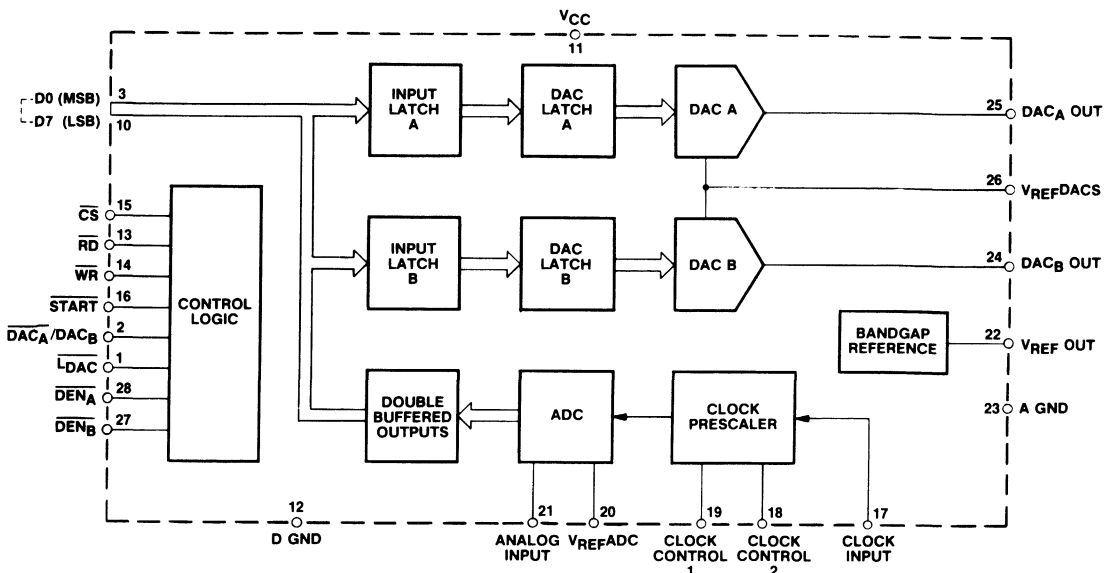 VCC
11
D0 (MSB)
3
D7 (LSB)
10
INPUT
LATCH
A
DAC
LATCH
A
DAC A
25
DACA OUT
26
VREFDACS
CS
15
RD
13
WR
14
START
16
DACA/DACB
2
LDAC
1
DENA
28
DENB
27
CONTROL
LOGIC
INPUT
LATCH
B
DAC
LATCH
B
DAC B
24
DACB OUT
BANDGAP
REFERENCE
22
VREF OUT
23
A GND
DOUBLE
BUFFERED
OUTPUTS
ADC
CLOCK
PRESCALER
12
D GND
21
ANALOG
INPUT
20
VREFADC
19
CLOCK
CONTROL
1
18
CLOCK
CONTROL
2
17
CLOCK
INPUT